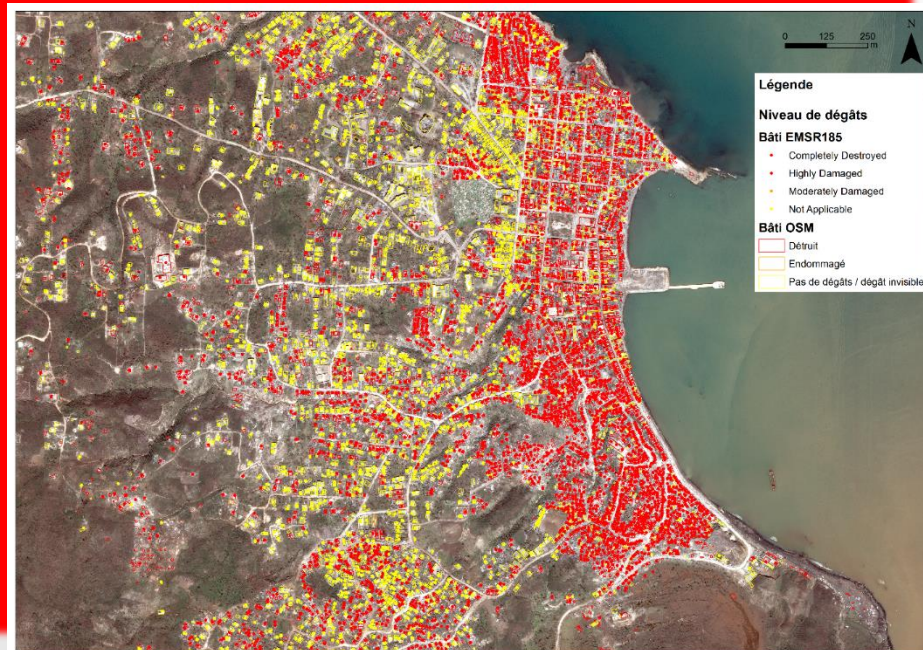 N
0 125 250
m
Légende
Niveau de dégâts
Bâti EMSR185
Completely Destroyed
Highly Damaged
Moderately Damaged
Not Applicable
Bâti OSM
Détruit
Endommagé
Pas de dégâts / dégât invisible